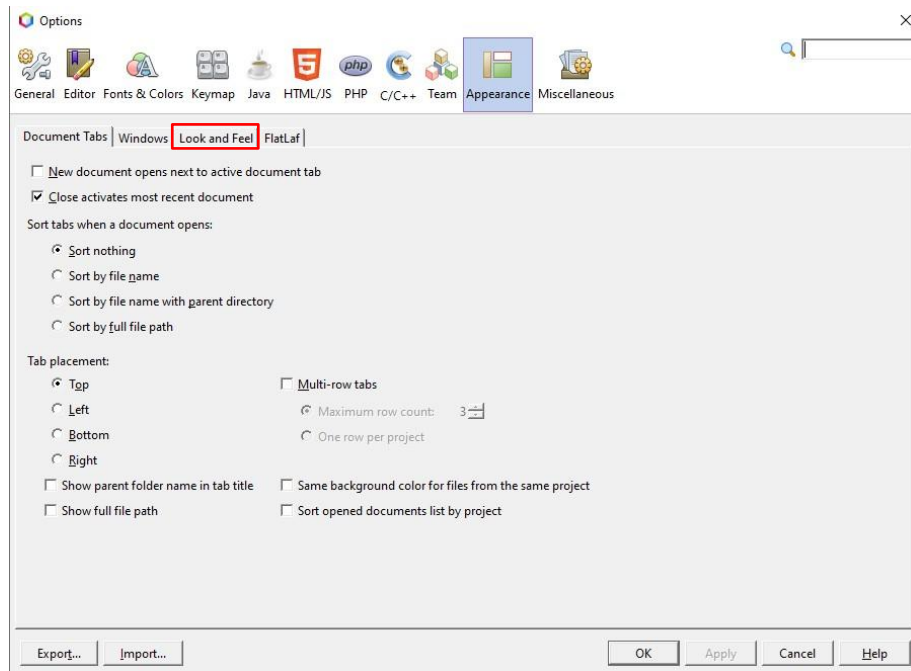 Options
General Editor Fonts & Colors Keymap Java HTML/JS PHP C/C++ Team Appearance Miscellaneous
Document Tabs Windows Look and Feel FlatLaf
New document opens next to active document tab
Close activates most recent document
Sort tabs when a document opens:
Sort nothing
Sort by file name
Sort by file name with parent directory
Sort by full file path
Tab placement:
Top Multi-row tabs
Left Maximum row count: 3
Bottom One row per project
Right
Show parent folder name in tab title Same background color for files from the same project
Show full file path Sort opened documents list by project
Export... Import... OK Apply Cancel Help